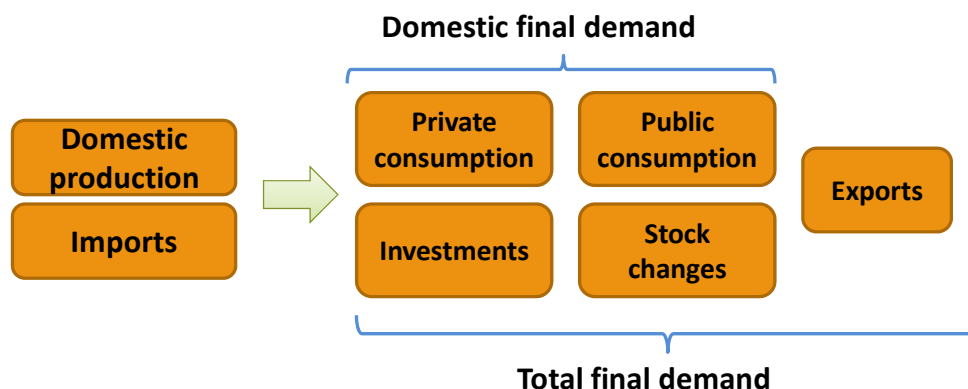 Domestic final demand
Domestic
production
Imports
Private
consumption
Public
consumption
Investments
Stock
changes
Exports
Total final demand